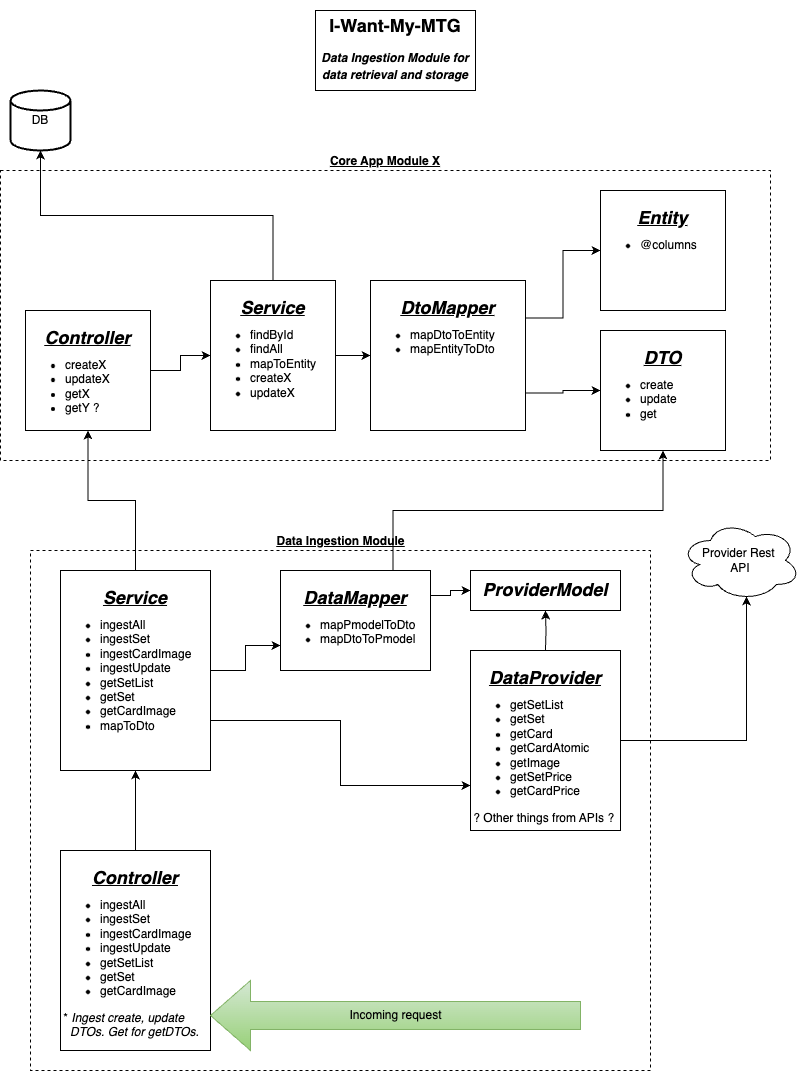 I-Want-My-MTG
Data Ingestion Module for
data retrieval and storage
DB
Core App Module X
Entity
@columns
Service
findById
findAll
mapToEntity
createX
updateX
DtoMapper
mapDtoToEntity
mapEntityToDto
Controller
createX
updateX
getX
getY ?
DTO
create
update
get
Data Ingestion Module
Provider Rest
API
Service
ingestAll
ingestSet
ingestCardImage
ingestUpdate
getSetList
getSet
getCardImage
mapToDto
DataMapper
mapPmodelToDto
mapDtoToPmodel
ProviderModel
DataProvider
getSetList
getSet
getCard
getCardAtomic
getImage
getSetPrice
getCardPrice
? Other things from APIs ?
Controller
ingestAll
ingestSet
ingestCardImage
ingestUpdate
getSetList
getSet
getCardImage
* Ingest create, update
DTOs. Get for getDTOs.
Incoming request